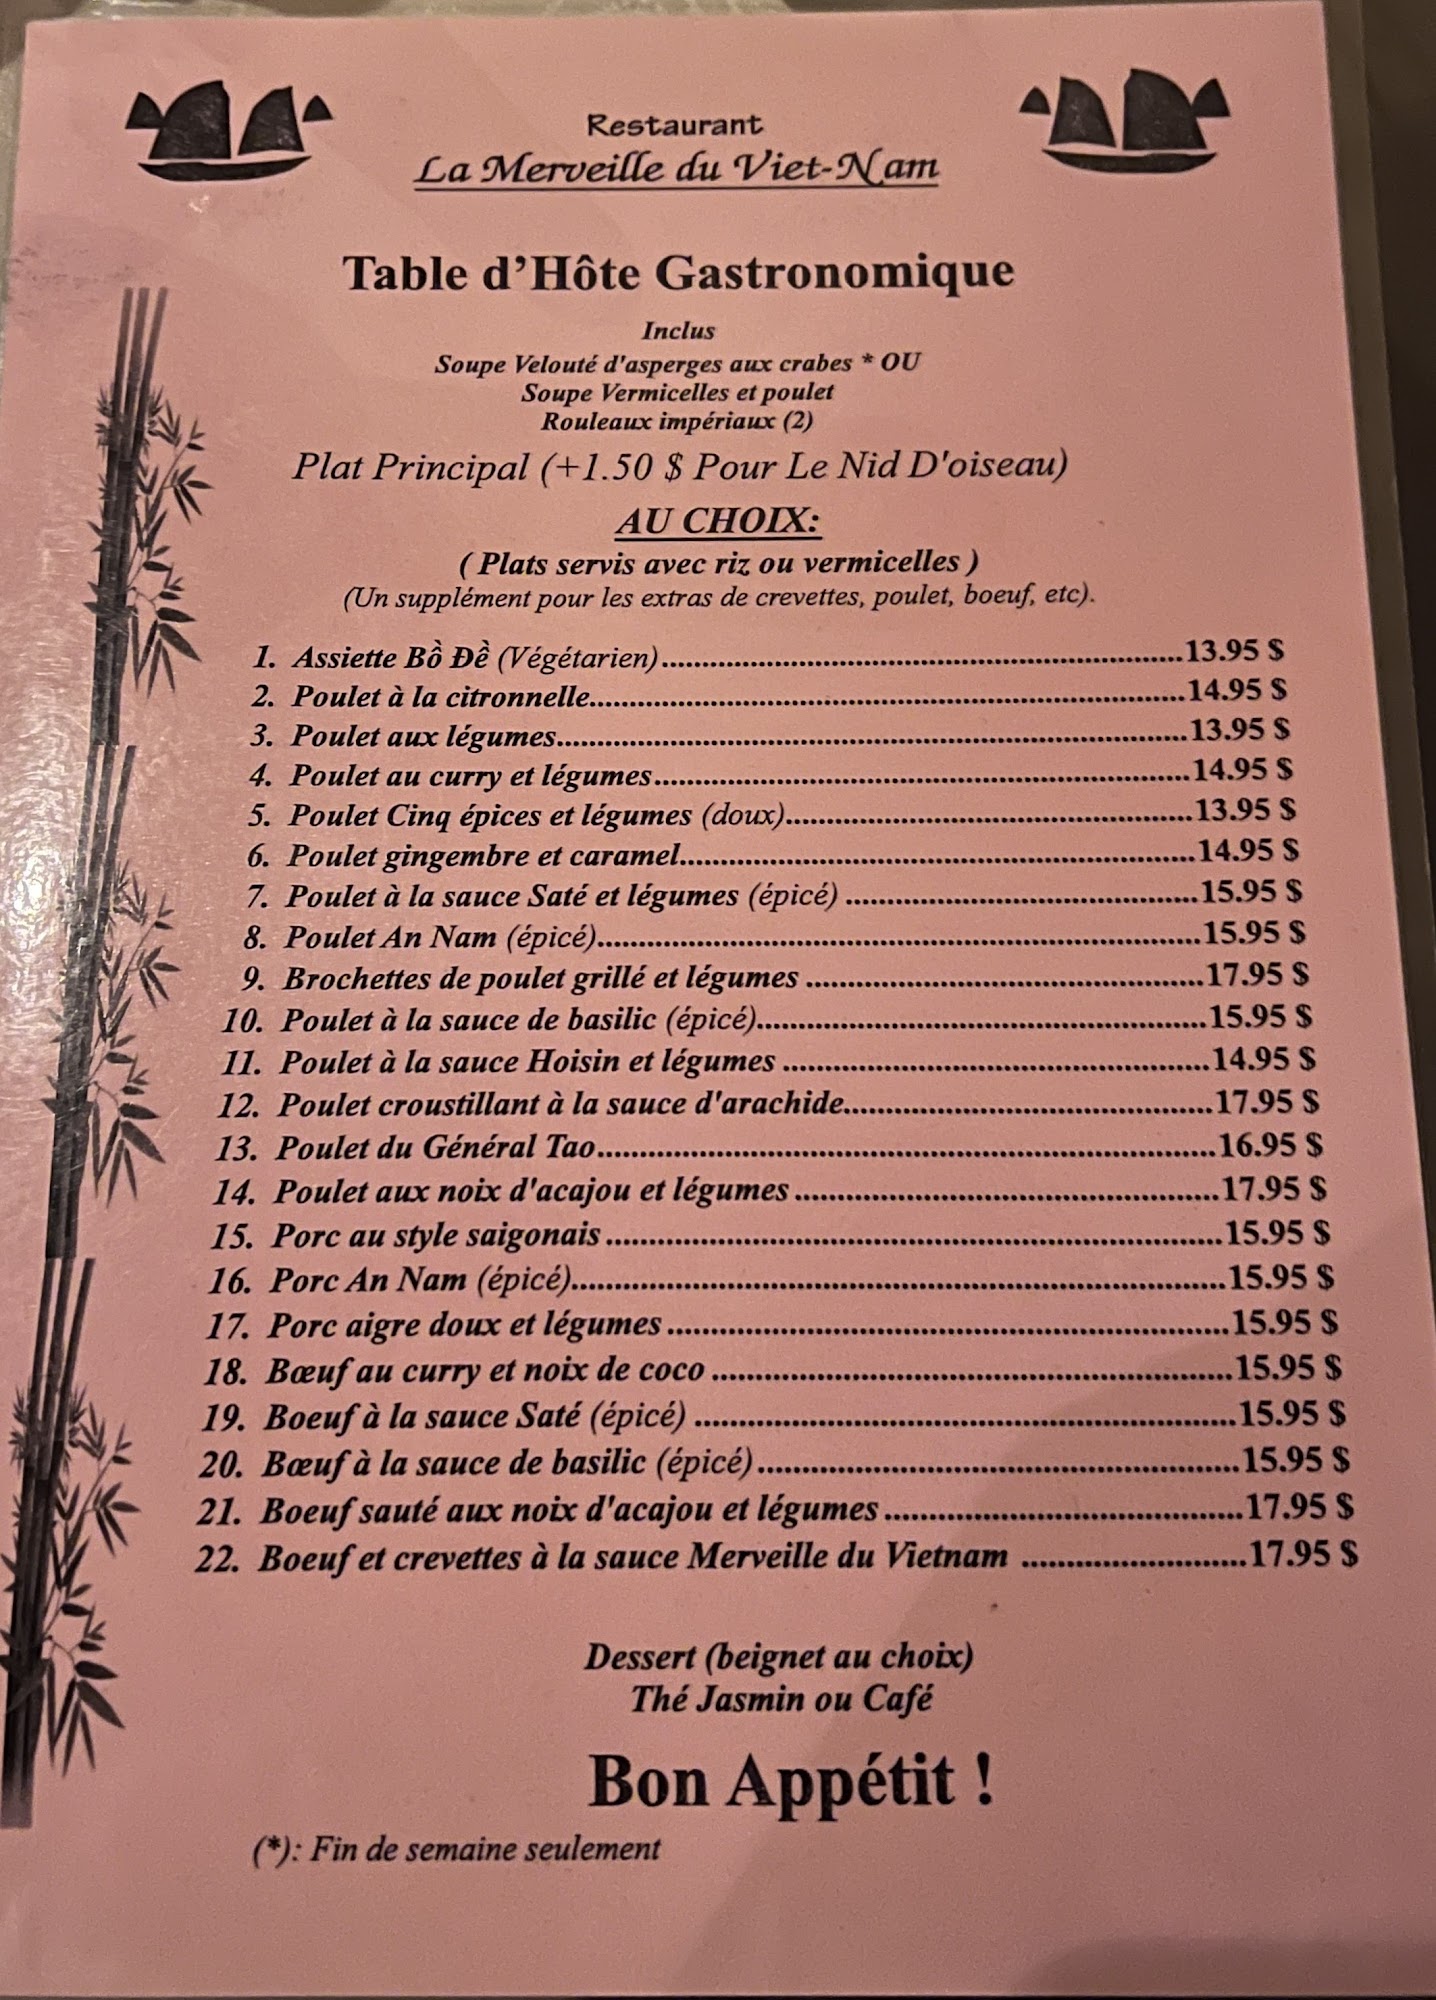 Restaurant
La Merveille du Viet-Nam
Table d'Hôte Gastronomique
Inclus
Soupe Velouté d'asperges aux crabes * OU
Soupe Vermicelles et poulet
Rouleaux impériaux (2)
Plat Principal (+1.50 $ Pour Le Nid D'oiseau)
AU CHOIX:
( Plats servis avec riz ou vermicelles )
(Un supplément pour les extras de crevettes, poulet, boeuf, etc).
1. Assiette Bồ Đề (Végétarien)..........13.95 $
2. Poulet à la citronnelle..........14.95 $
3. Poulet aux légumes..........13.95 $
4. Poulet au curry et légumes..........14.95 $
5. Poulet Cinq épices et légumes (doux)..........13.95 $
6. Poulet gingembre et caramel..........14.95 $
7. Poulet à la sauce Saté et légumes (épicé) ..........15.95 $
8. Poulet An Nam (épicé)..........15.95 $
9. Brochettes de poulet grillé et légumes ..........17.95 $
10. Poulet à la sauce de basilic (épicé)..........15.95 $
11. Poulet à la sauce Hoisin et légumes ..........14.95 $
12. Poulet croustillant à la sauce d'arachide..........17.95 $
13. Poulet du Général Tao..........16.95 $
14. Poulet aux noix d'acajou et légumes ..........17.95 $
15. Porc au style saigonais ..........15.95 $
16. Porc An Nam (épicé)..........15.95 $
17. Porc aigre doux et légumes ..........15.95 $
18. Bœuf au curry et noix de coco ..........15.95 $
19. Boeuf à la sauce Saté (épicé) ..........15.95 $
20. Bœuf à la sauce de basilic (épicé)..........15.95 $
21. Boeuf sauté aux noix d'acajou et légumes ..........17.95 $
22. Boeuf et crevettes à la sauce Merveille du Vietnam ..........17.95 $
Dessert (beignet au choix)
Thé Jasmin ou Café
Bon Appétit !
(*): Fin de semaine seulement